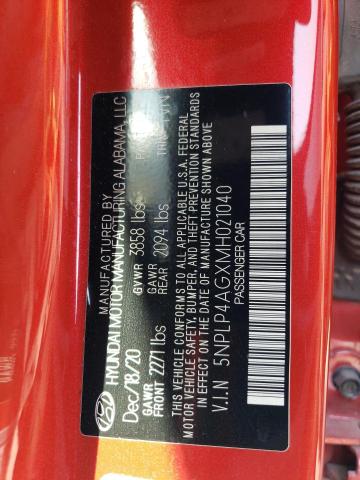 MANUFACTURED BY
HYUNDAI MOTOR MANUFACTURING ALABAMA, LLC
Dec/18/20 GVWR 3858 lbs
GAWR FRONT 2271 lbs GAWR REAR 2094 lbs
THIS VEHICLE CONFORMS TO ALL APPLICABLE U.S.A. FEDERAL
MOTOR VEHICLE SAFETY, BUMPER, AND THEFT PREVENTION STANDARDS
IN EFFECT ON THE DATE OF MANUFACTURE SHOWN ABOVE
V.I.N 5NPLP4AGXMH021040
PASSENGER CAR